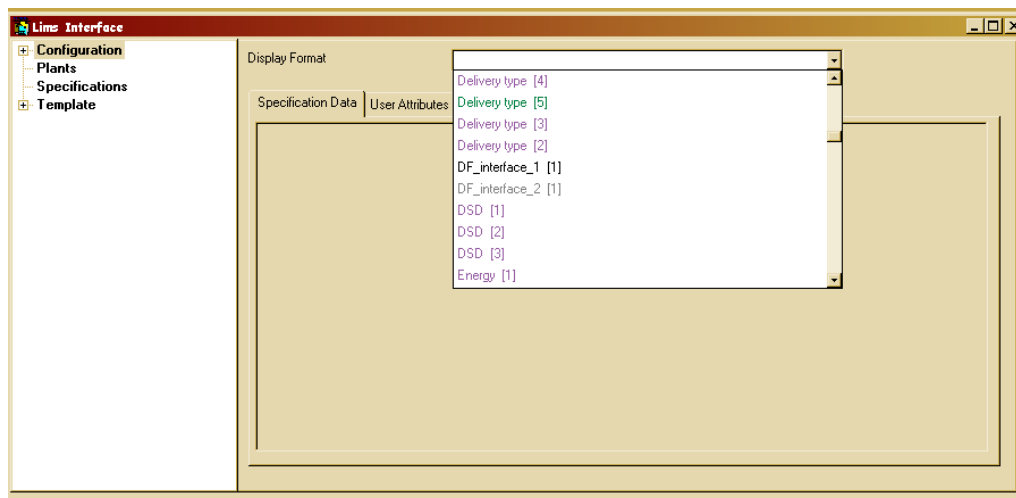 Lims Interface
Configuration
Plants
Specifications
Template
Display Format
Specification Data
User Attributes
Delivery type [4]
Delivery type [5]
Delivery type [3]
Delivery type [2]
DF_interface_1 [1]
DF_interface_2 [1]
DSD [1]
DSD [2]
DSD [3]
Energy [1]